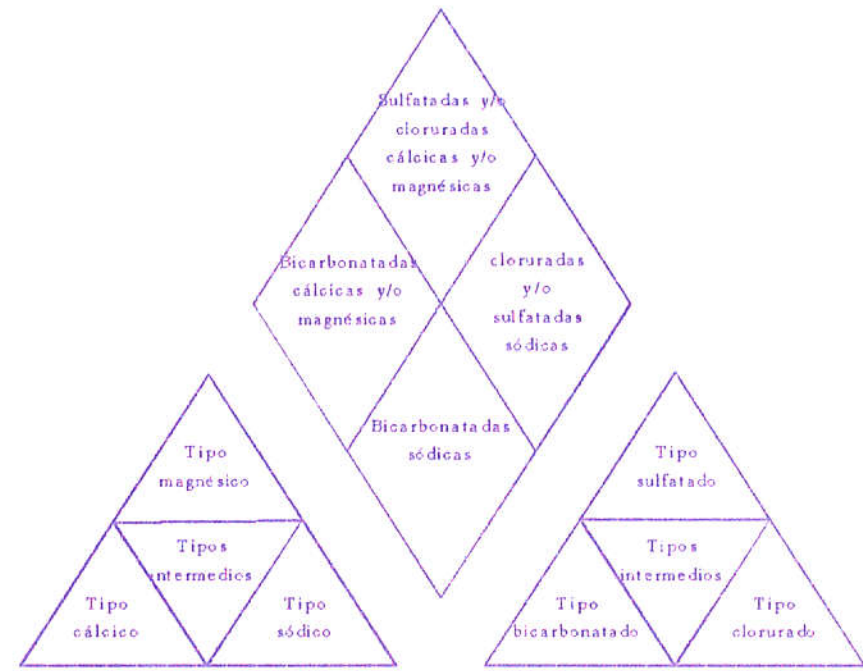 Sulfatadas y/o
cloruradas
cálcicas y/o
magnésicas
Bicarbonatadas
cálcicas y/o
magnésicas
cloruradas
y/o
sulfatadas
sódicas
Bicarbonatadas
sódicas
Tipo
magnésico
Tipos
intermedios
Tipo
cálcico
Tipo
sódico
Tipo
sulfatado
Tipos
intermedios
Tipo
bicarbonatado
Tipo
clorurado